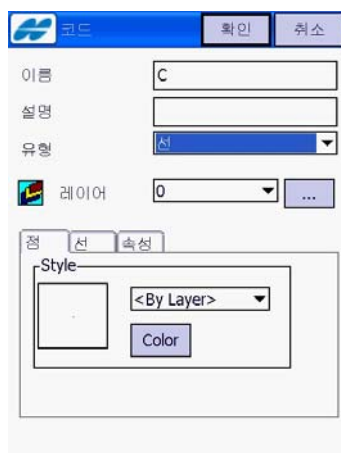 코드 확인 취소
이름 C
설명
유형 선
레이어 0 ...
점 선 속성
Style
<By Layer>
Color